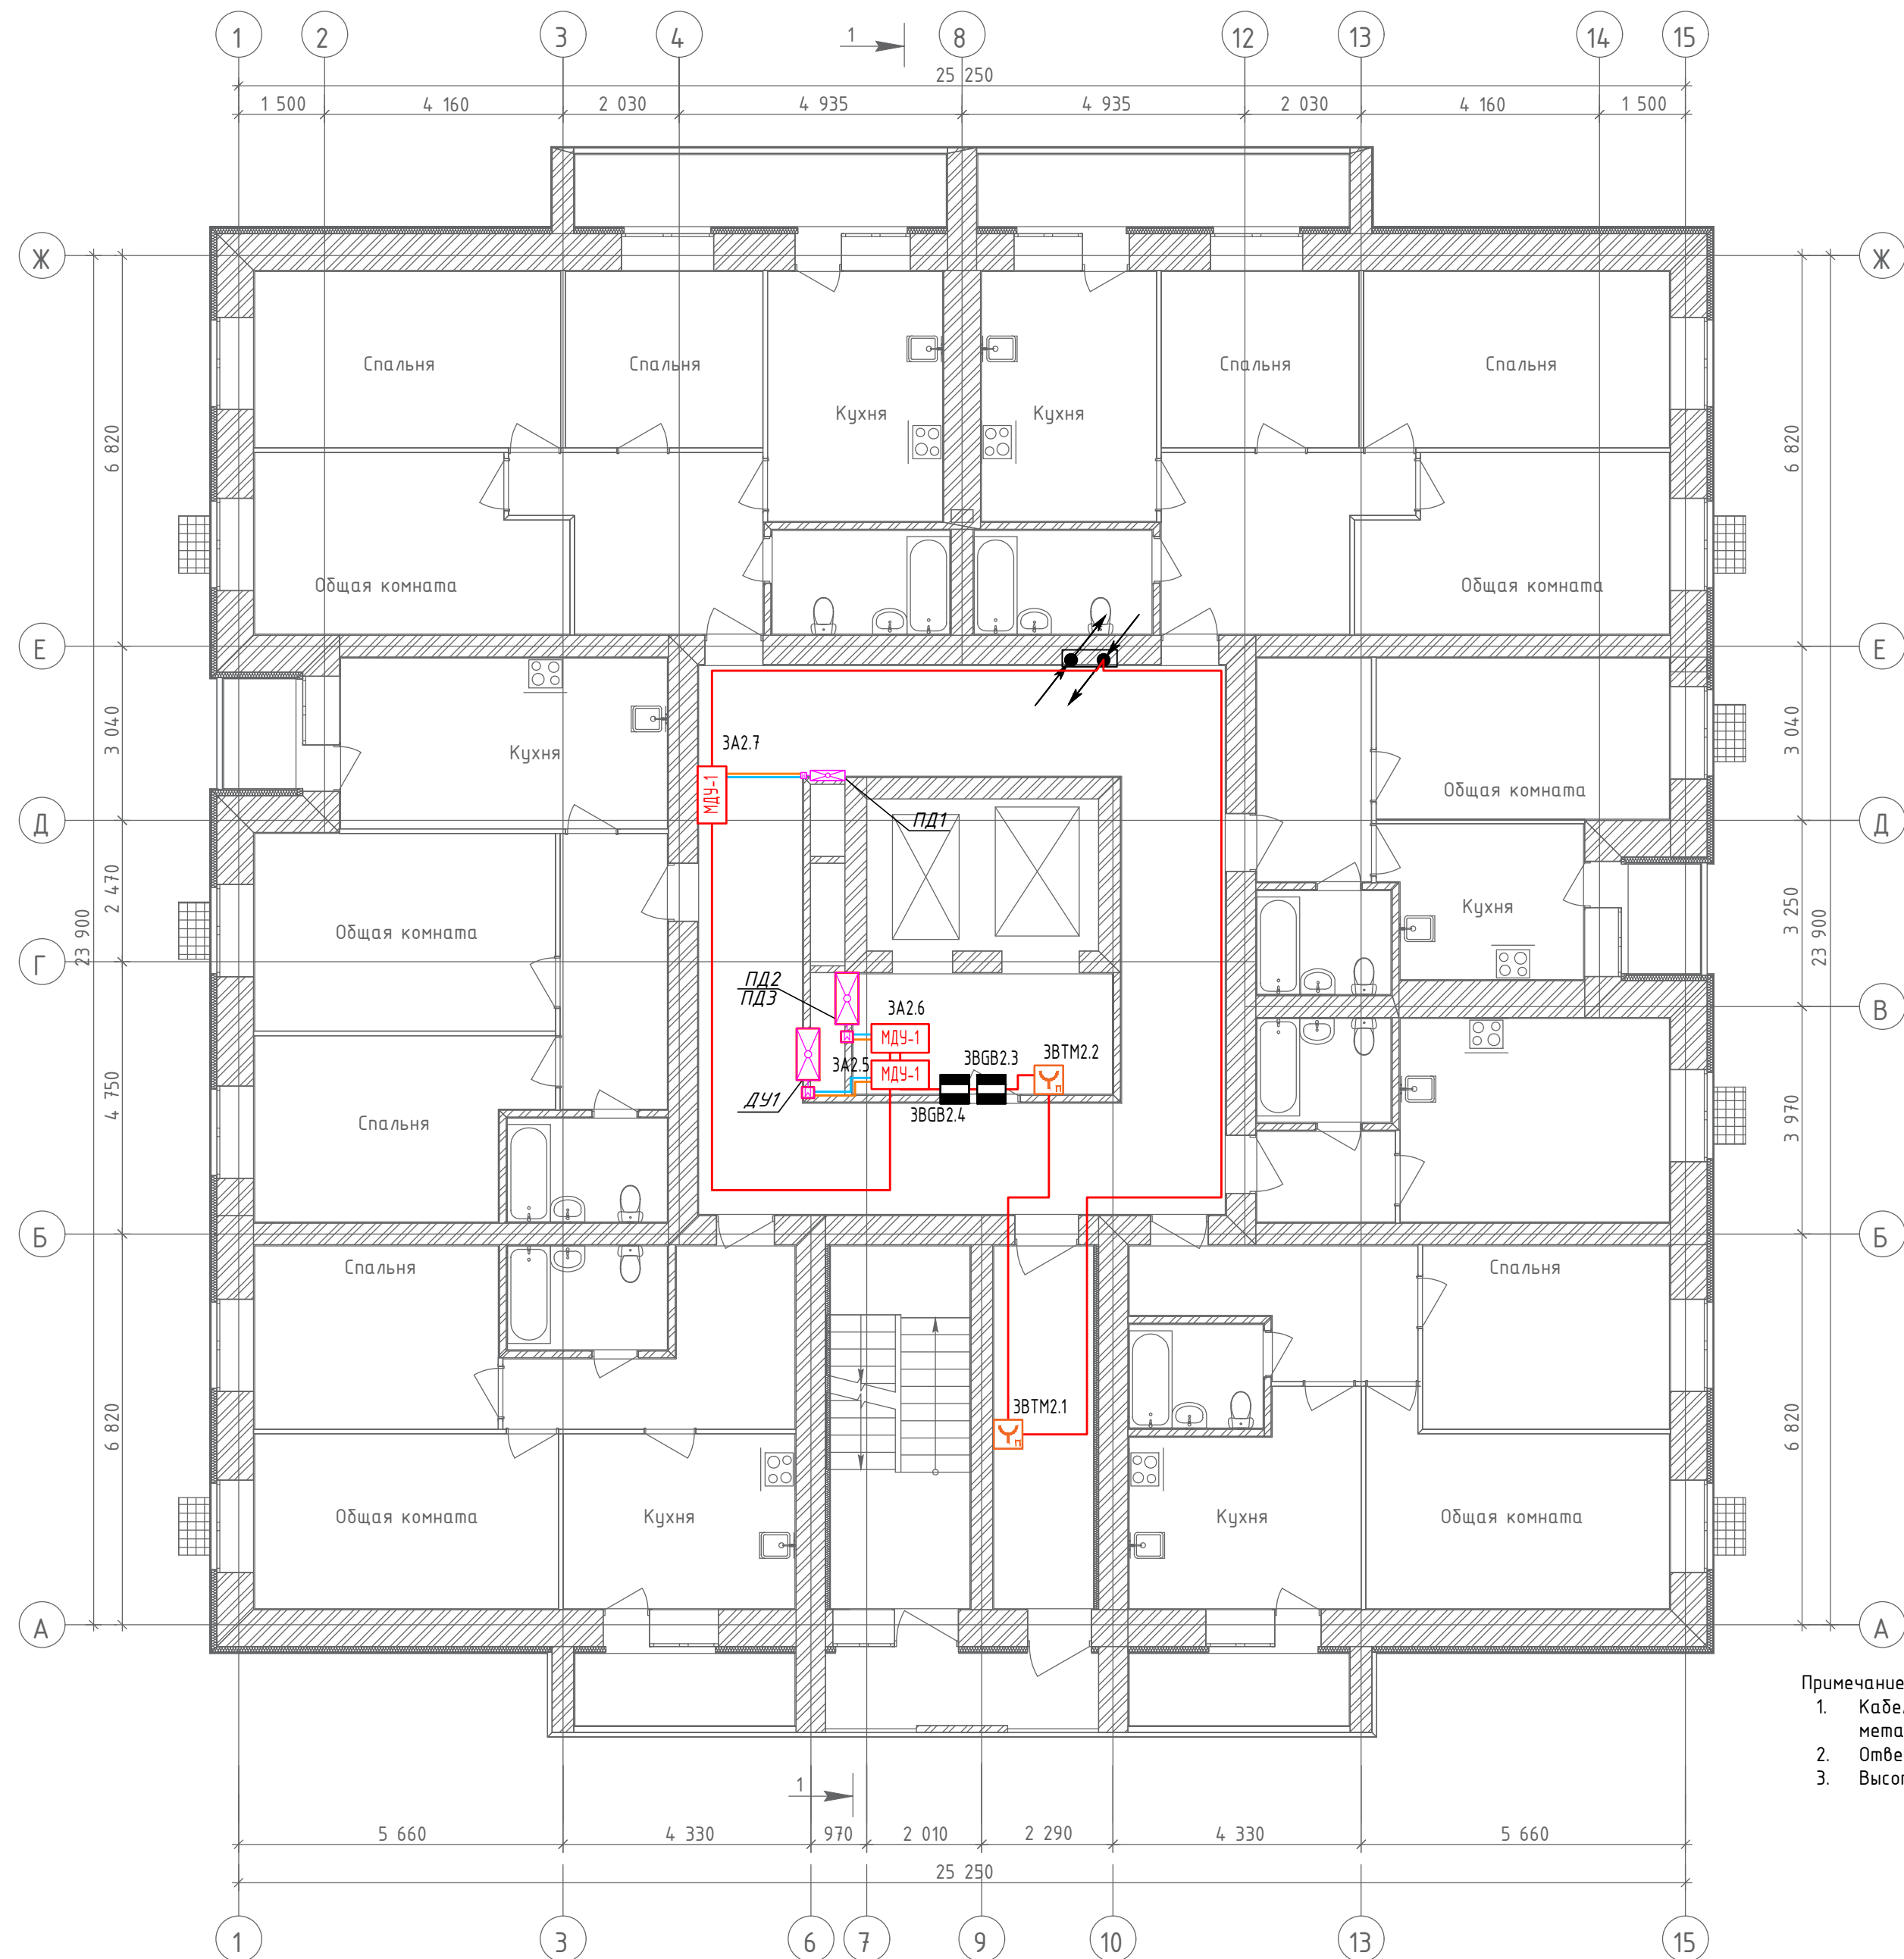 1 2 3 4 8 12 13 14 15
1
25 250
1 500 4 160 2 030 4 935 4 935 2 030 4 160 1 500
Ж Ж
Спальня Спальня Спальня Спальня
Кухня Кухня
6 820 6 820
Общая комната Общая комната
Е Е
3 040 3 040
3А2.7
Кухня
МДУ-1
Общая комната
ПД1
Д Д
2 470
23 900
3 250
23 900
Общая комната
Кухня
Г
ПД2
ПД3
3А2.6
В
МДУ-1
3BGB2.3 3BTM2.2
3А2.5
МДУ-1
п
4 750
ДУ1
3BGB2.4
3 970
Спальня
Б Б
Спальня Спальня
3BTM2.1
п
6 820 6 820
Общая комната Кухня Кухня Общая комната
А А
Примечание
1.
2.
3.
1
5 660 4 330 970 2 010 2 290 4 330 5 660
25 250
1 3 6 7 9 10 13 15